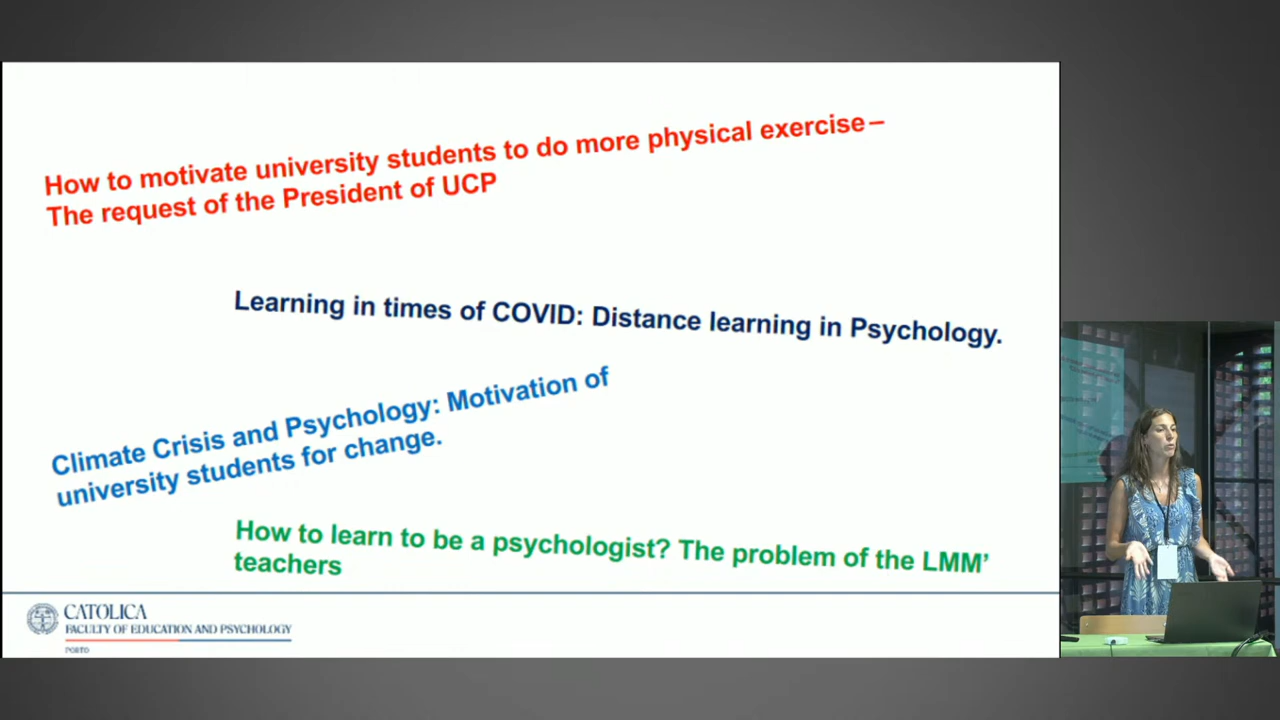 How to motivate university students to do more physical exercise –
The request of the President of UCP
Learning in times of COVID: Distance learning in Psychology.
Climate Crisis and Psychology: Motivation of
university students for change.
How to learn to be a psychologist? The problem of the LMM’
teachers
CATOLICA
FACULTY OF EDUCATION AND PSYCHOLOGY
PORTO